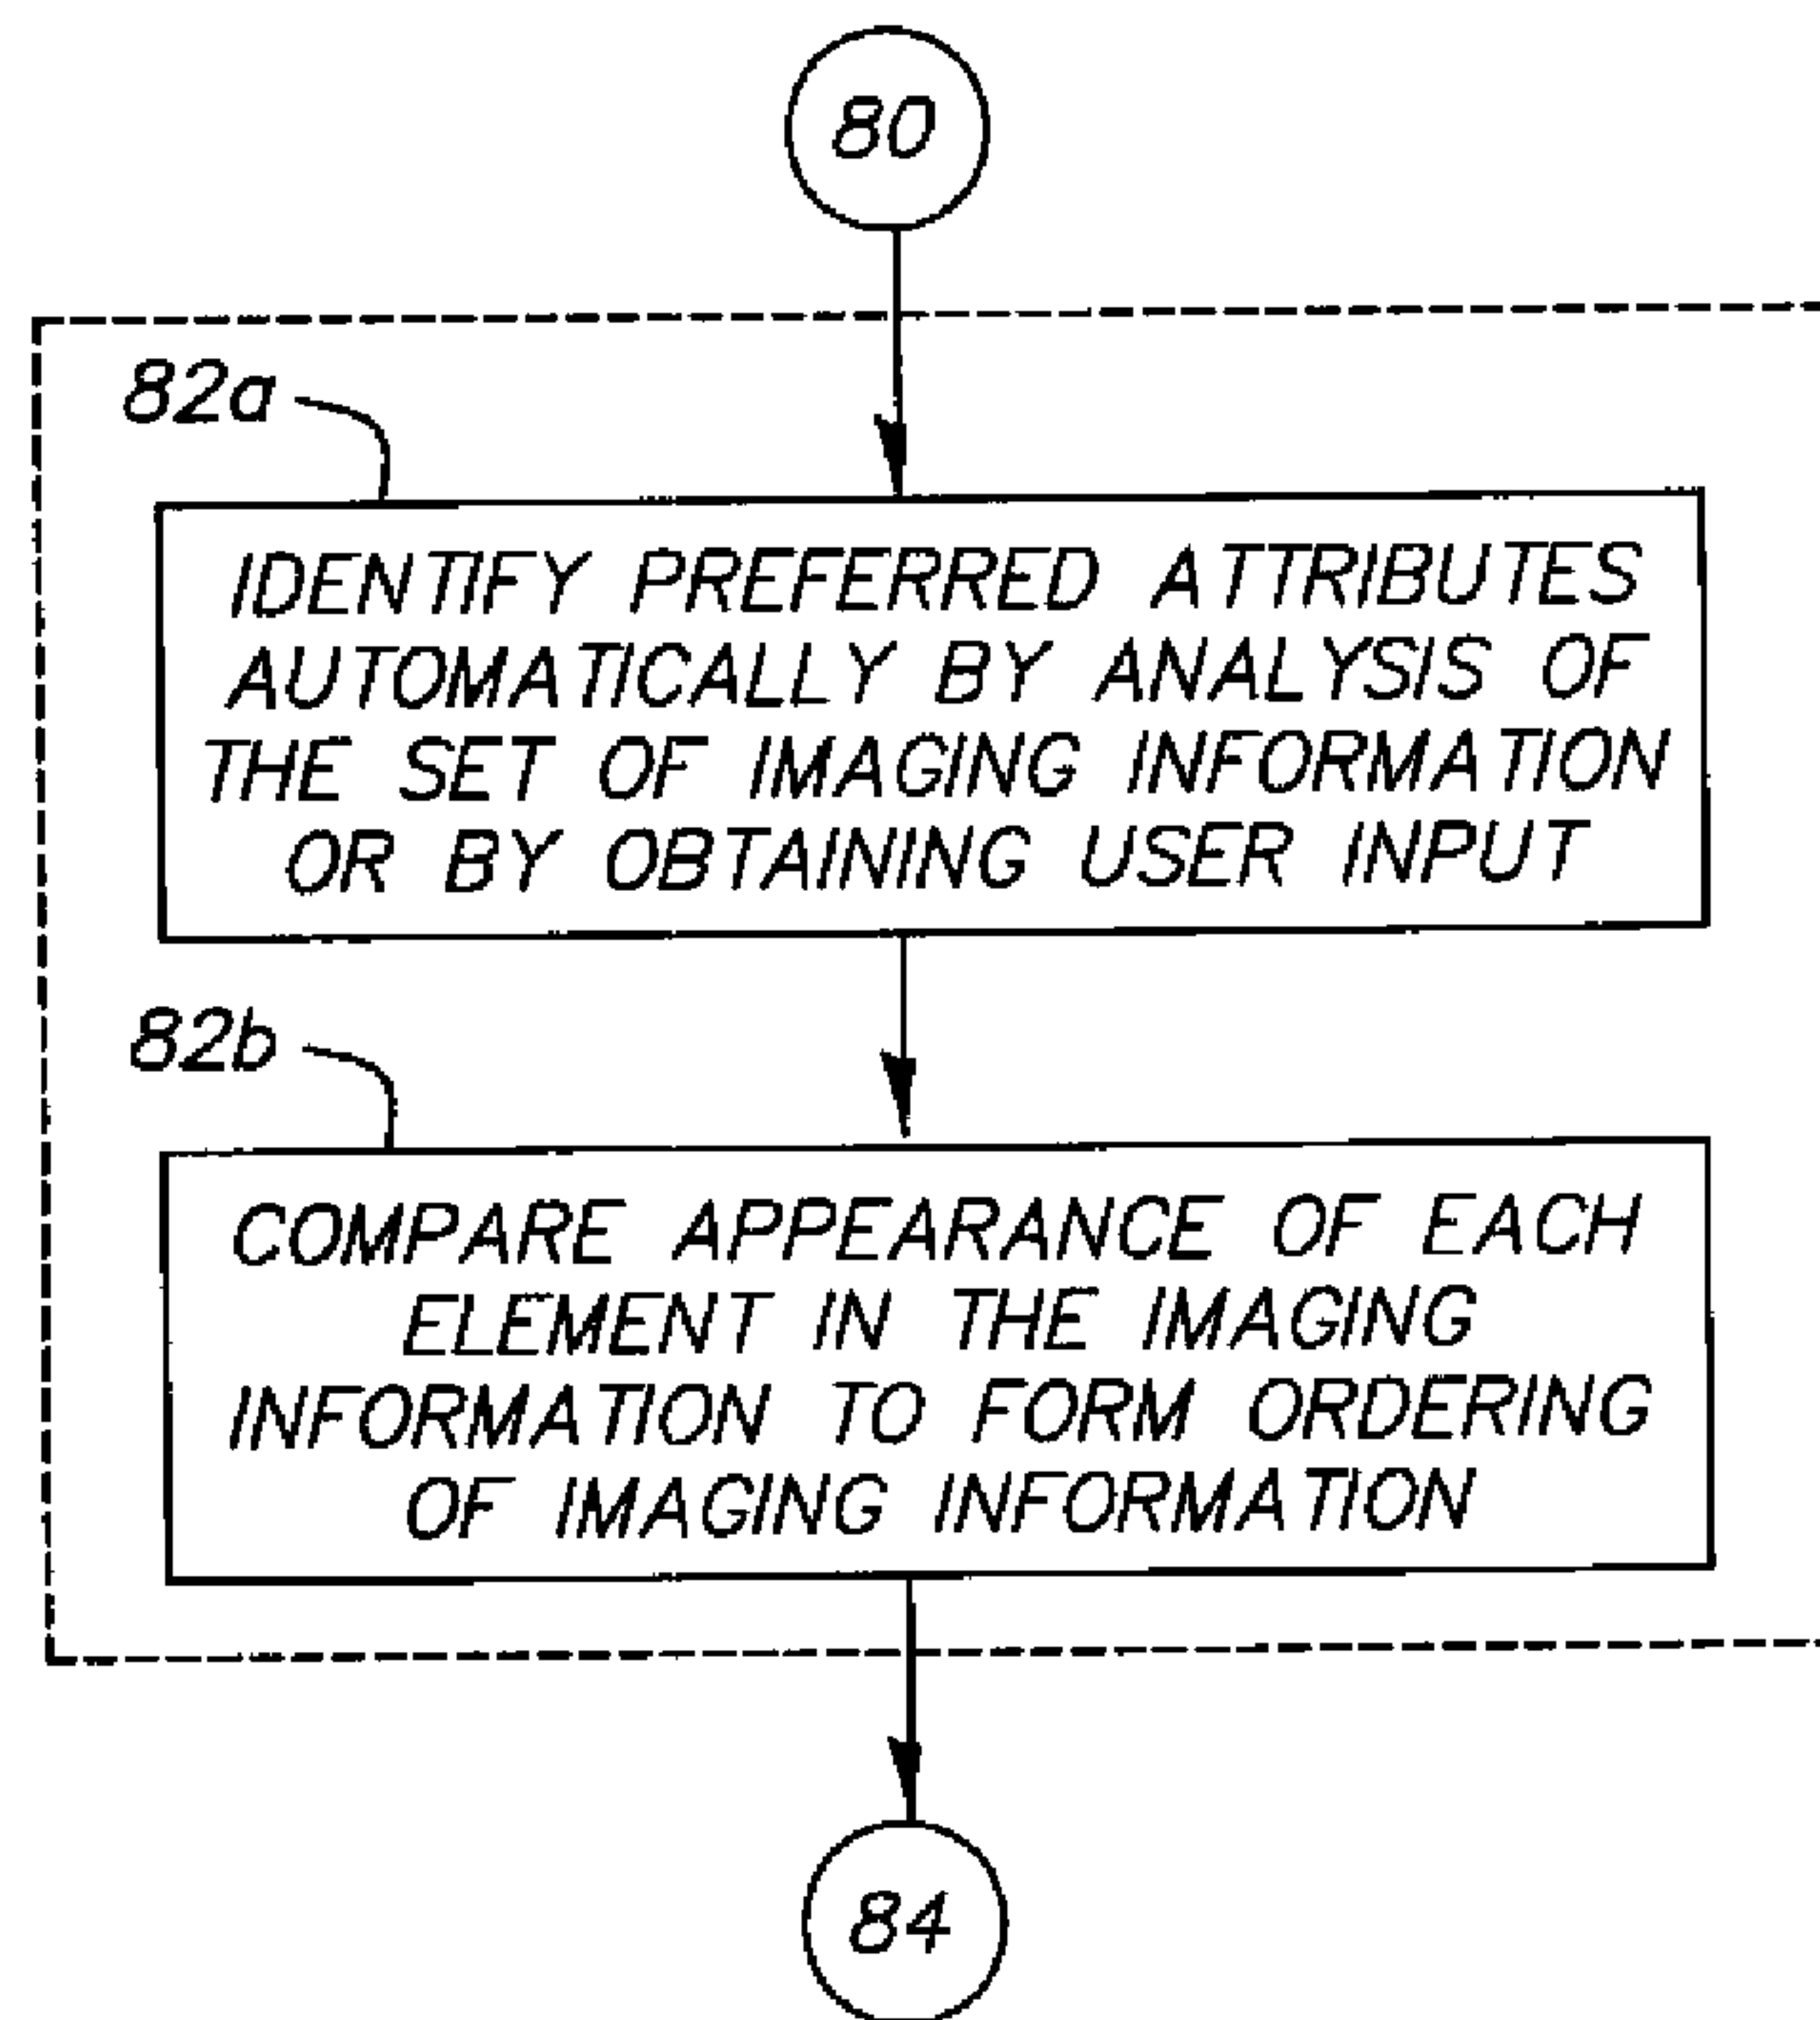 80
82a
IDENTIFY PREFERRED ATTRIBUTES
AUTOMATICALLY BY ANALYSIS OF
THE SET OF IMAGING INFORMATION
OR BY OBTAINING USER INPUT
82b
COMPARE APPEARANCE OF EACH
ELEMENT IN THE IMAGING
INFORMATION TO FORM ORDERING
OF IMAGING INFORMATION
84